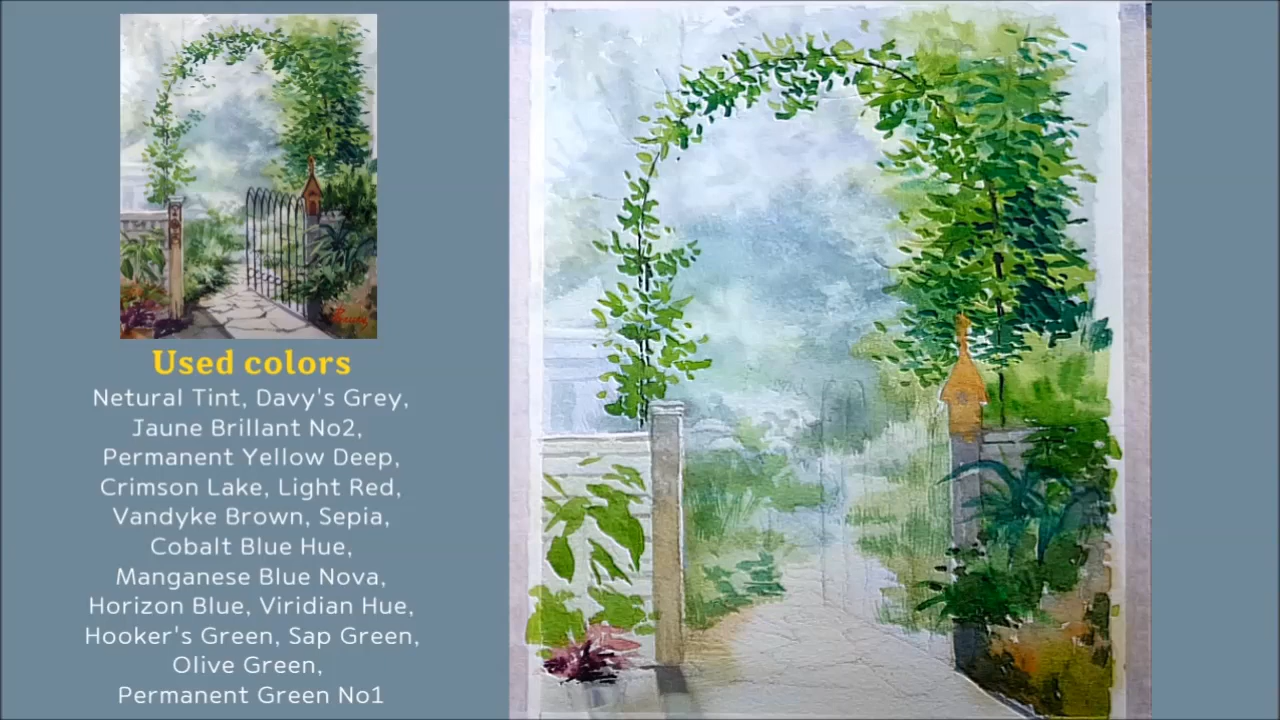 Used colors
Netural Tint, Davy's Grey,
Jaune Brillant No2,
Permanent Yellow Deep,
Crimson Lake, Light Red,
Vandyke Brown, Sepia,
Cobalt Blue Hue,
Manganese Blue Nova,
Horizon Blue, Viridian Hue,
Hooker's Green, Sap Green,
Olive Green,
Permanent Green No1